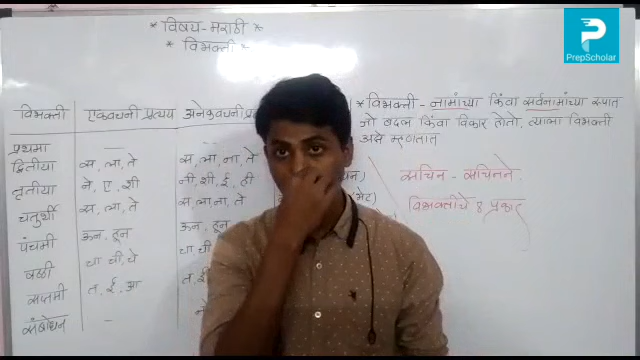 * विषय - मराठी *
* विभक्ती *
PrepScholar
विभक्ती एकवचनी प्रत्यय अनेकवचनी
प्रथमा —
द्वितीया स, ला, ते स, ला, ना, ते
तृतीया ने, ए, शी नी, शी, ई, ही
चतुर्थी स, ला, ते स, ला, ना, ते
पंचमी ऊन, हून ऊन, हून
षष्ठी चा, ची, चे चा, ची
सप्तमी त, ई, आ त, ई
संबोधन — नो
* विभक्ती - नामांच्या किंवा सर्वनामांच्या रूपात
जो बदल किंवा विकार होतो, त्याला विभक्ती
असे म्हणतात
सचिन - सचिनने
विभक्तीचे ८ प्रकार